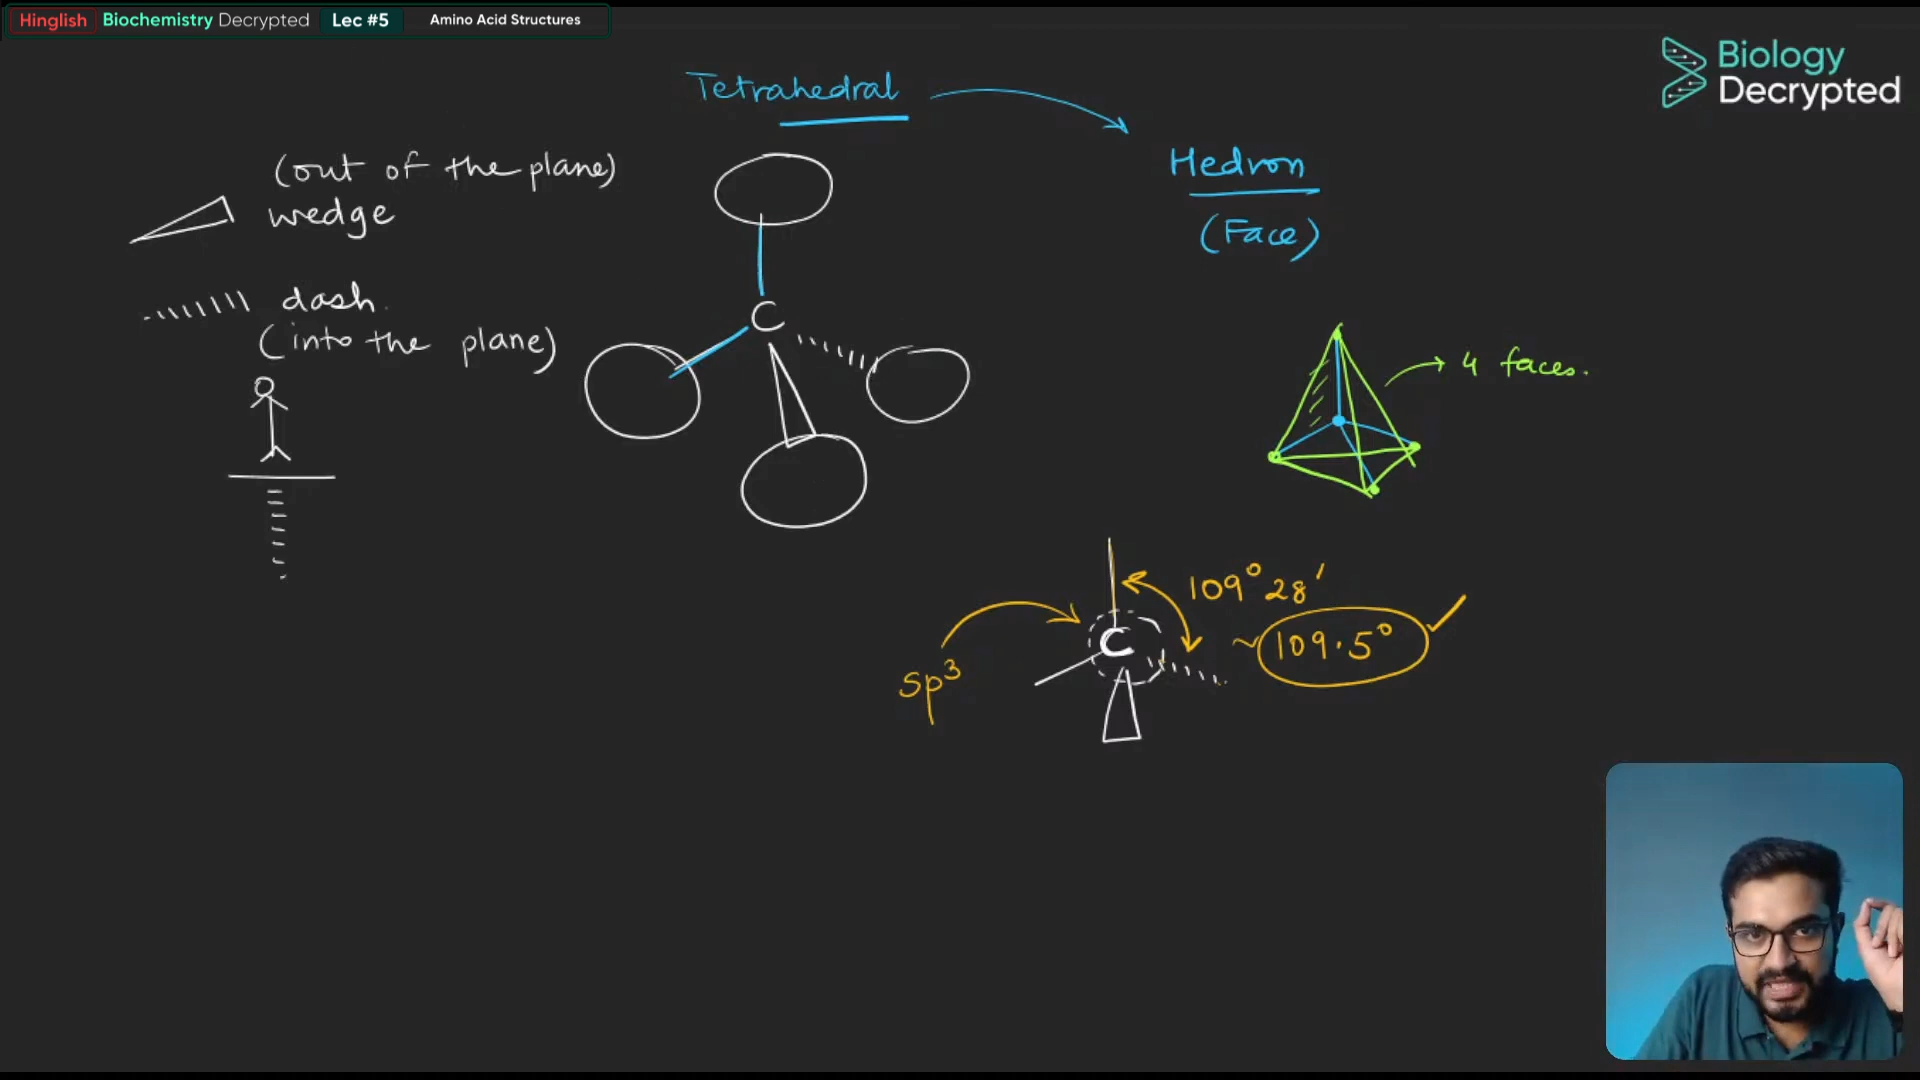 Hinglish Biochemistry Decrypted Lec #5 Amino Acid Structures
Biology
Decrypted
Tetrahedral
Hedron
(Face)
(out of the plane)
wedge
dash.
(into the plane)
C
4 faces.
109° 28'
C
~ 109.5°
sp³